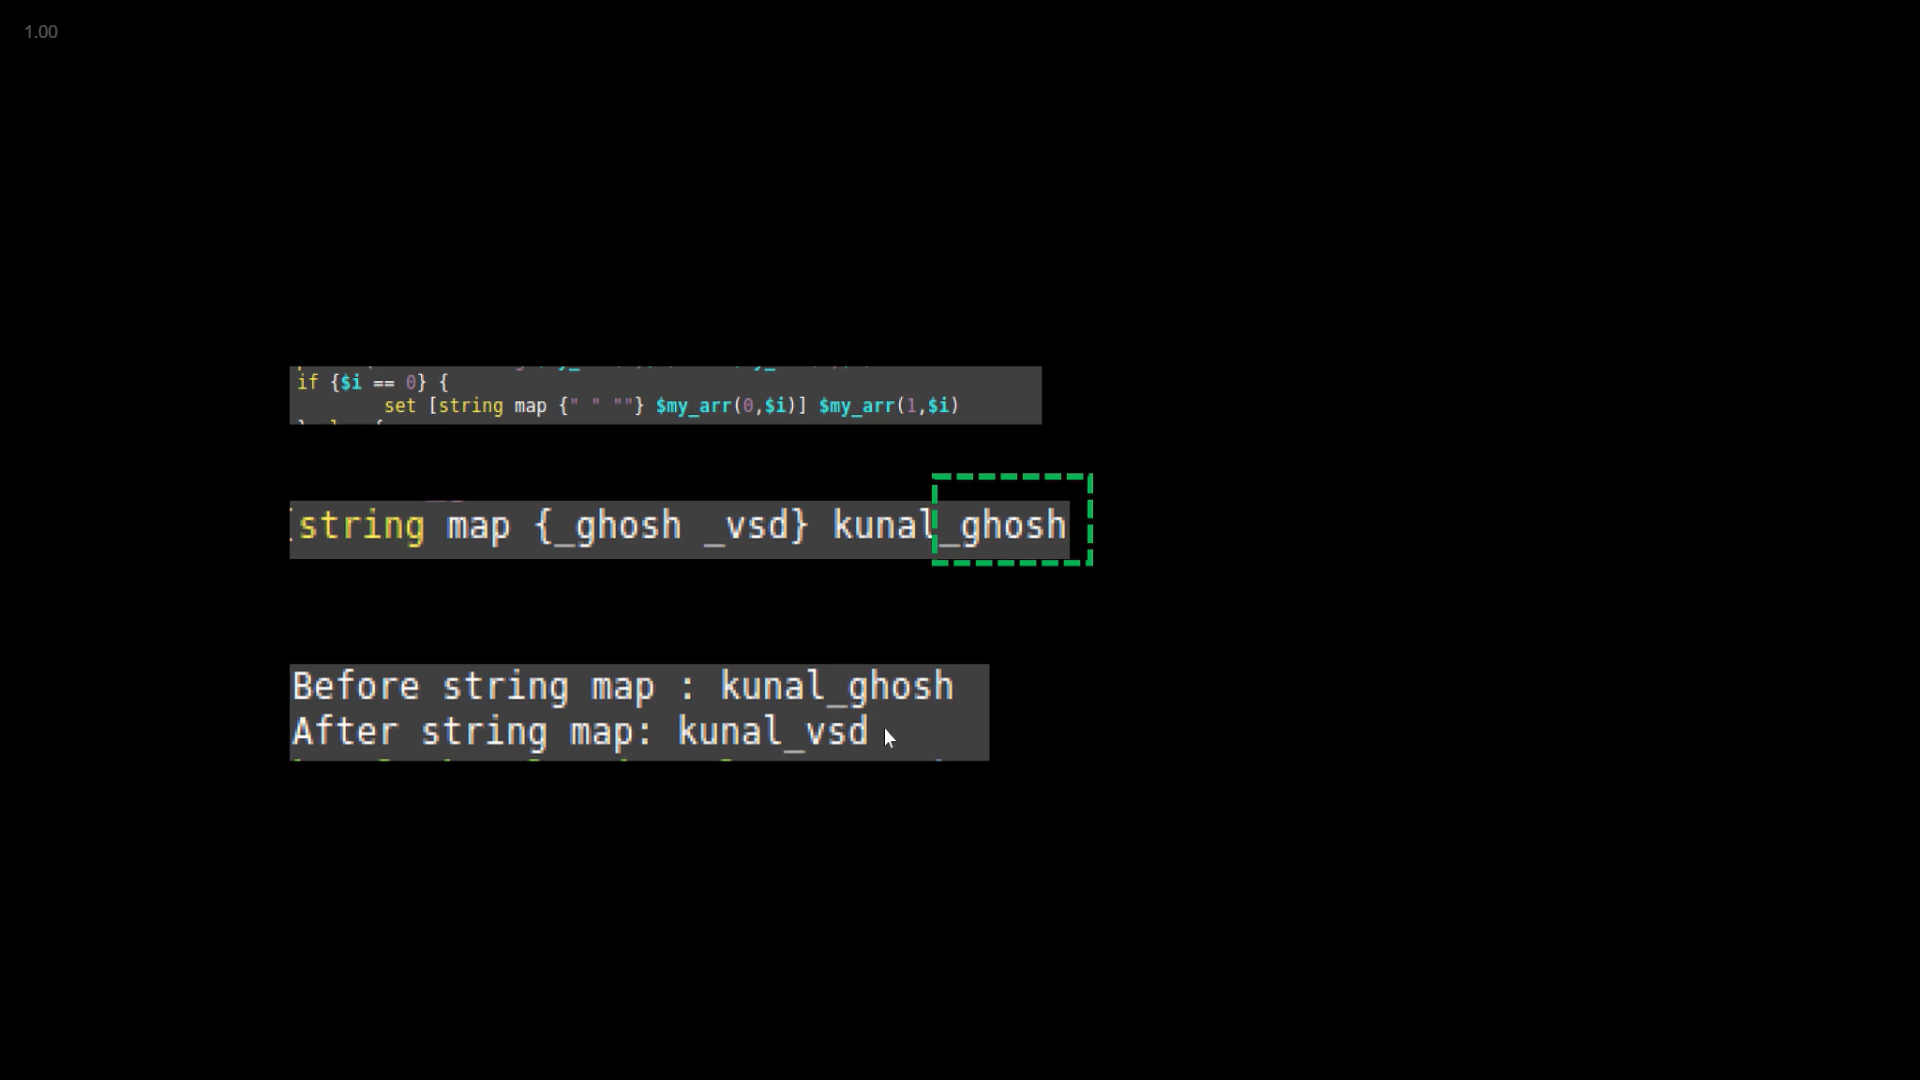 1.00
if {$i == 0} {
set [string map {" " ""} $my_arr(0,$i)] $my_arr(1,$i)
string map {_ghosh _vsd} kunal_ghosh
Before string map : kunal_ghosh
After string map: kunal_vsd